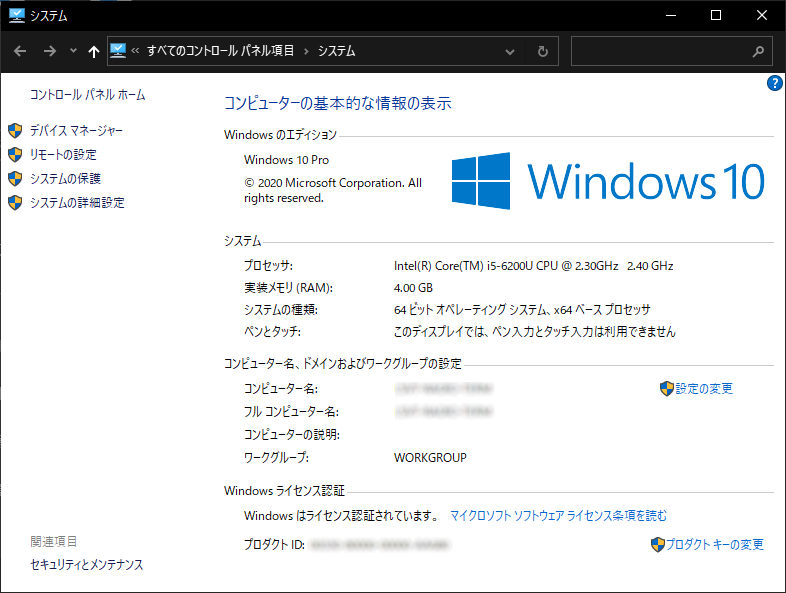 システム
すべてのコントロール パネル項目 › システム
?
コントロール パネル ホーム
デバイス マネージャー
リモートの設定
システムの保護
システムの詳細設定
関連項目
セキュリティとメンテナンス
コンピューターの基本的な情報の表示
Windows のエディション
Windows 10 Pro
© 2020 Microsoft Corporation. All
rights reserved.
Windows 10
システム
プロセッサ: Intel(R) Core(TM) i5-6200U CPU @ 2.30GHz 2.40 GHz
実装メモリ (RAM): 4.00 GB
システムの種類: 64 ビット オペレーティング システム、x64 ベース プロセッサ
ペンとタッチ: このディスプレイでは、ペン入力とタッチ入力は利用できません
コンピューター名、ドメインおよびワークグループの設定
コンピューター名: 設定の変更
フル コンピューター名:
コンピューターの説明:
ワークグループ: WORKGROUP
Windows ライセンス認証
Windows はライセンス認証されています。 マイクロソフト ソフトウェア ライセンス条項を読む
プロダクト ID: プロダクト キーの変更